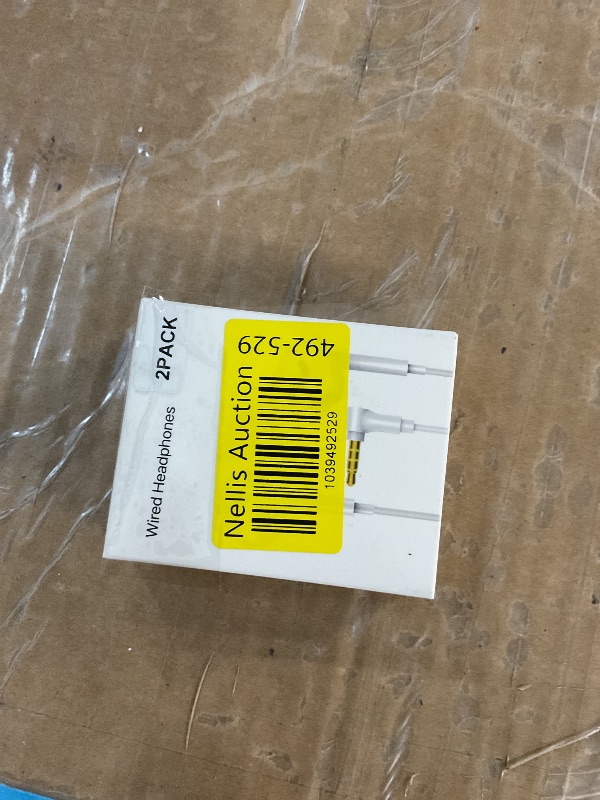 Wired Headphones
2PACK
Nellis Auction
1039492529
492-529